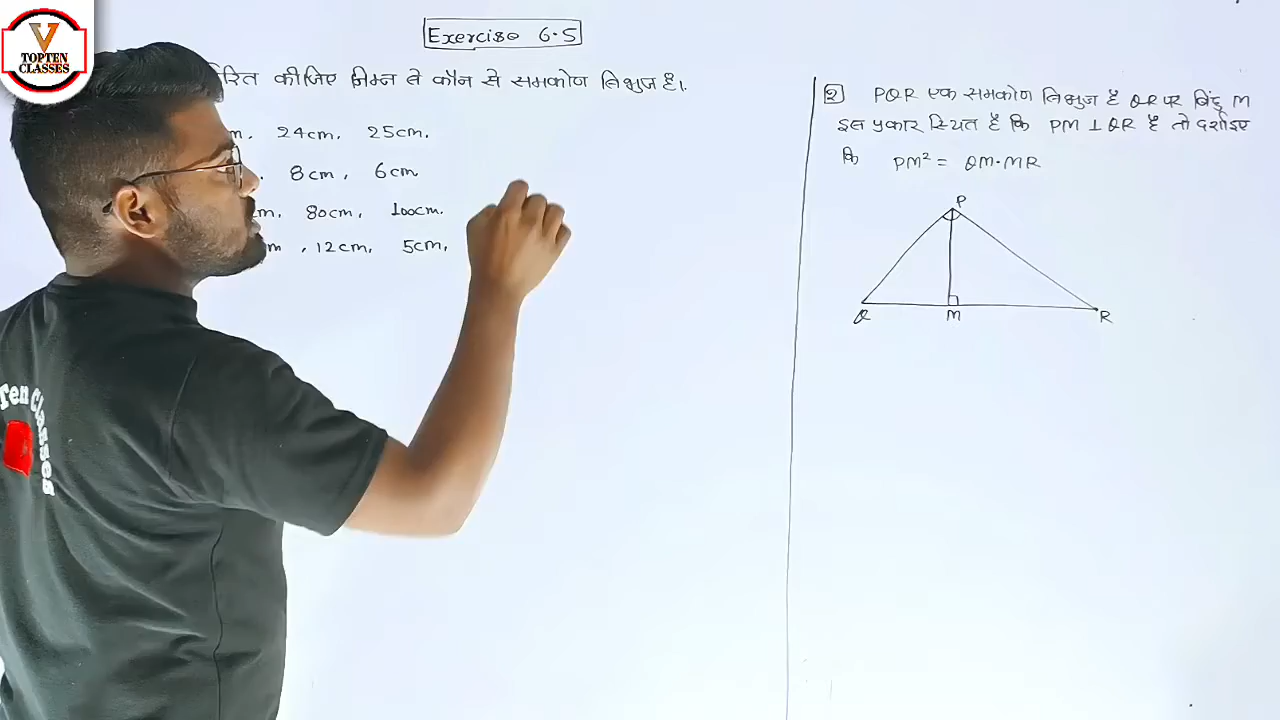 V
TOPTEN
CLASSES
Exercise 6.5
कीजिए निम्न में कौन से समकोण त्रिभुज है।
24cm, 25cm.
8cm, 6cm
80cm, 100cm.
, 12cm, 5cm,
2 PQR एक समकोण त्रिभुज है QR पर बिंदु M
इस प्रकार स्थित है कि PM ⊥ QR है तो दर्शाइए
कि PM² = QM·MR
P
Q M R
Ten Classes